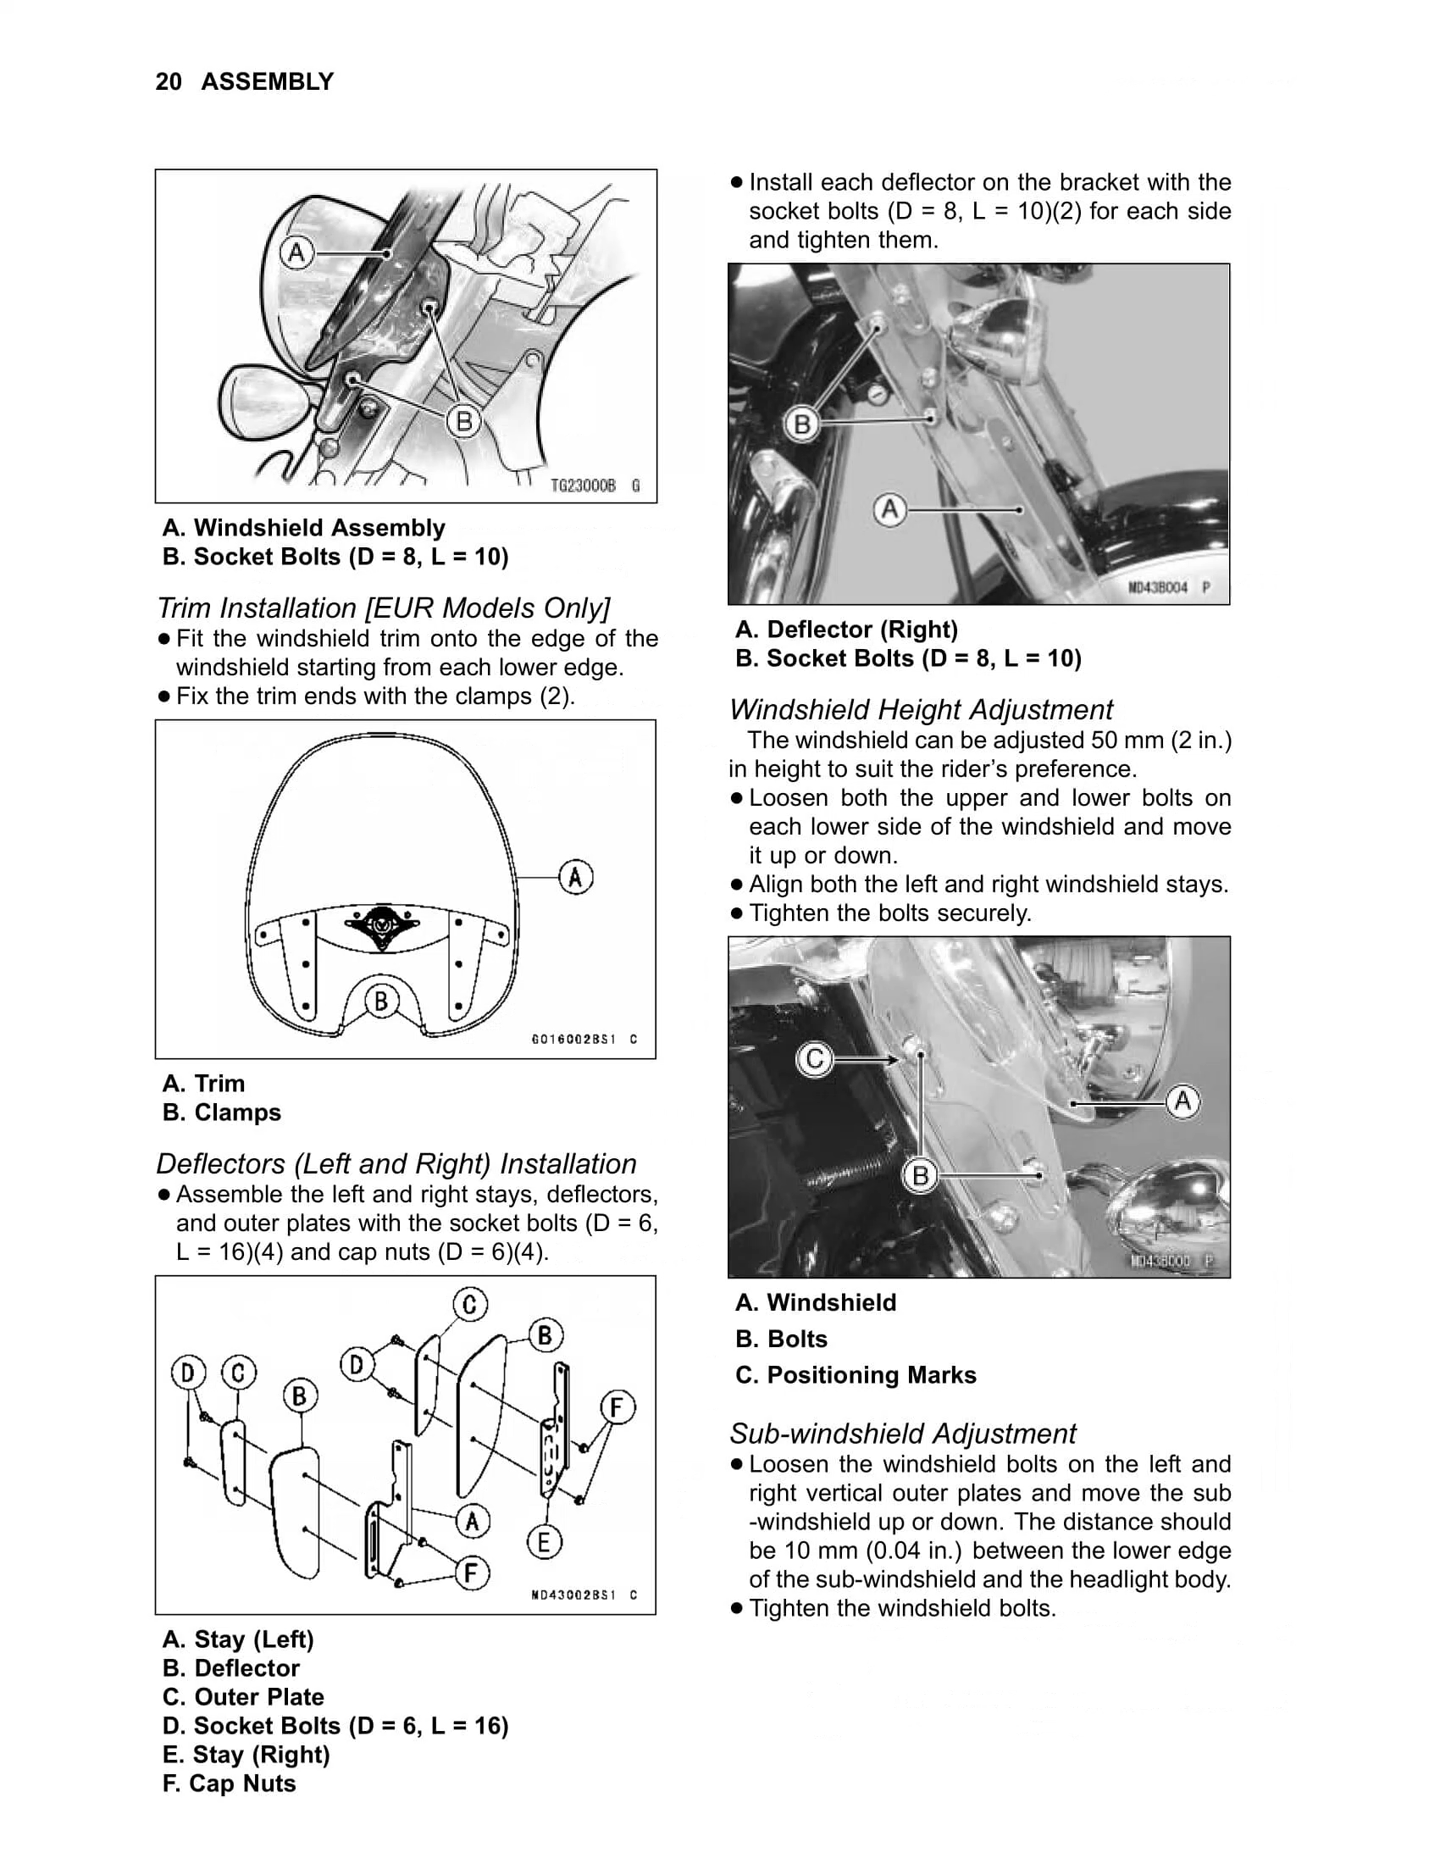 20 ASSEMBLY
A
B
TG23000B G
A. Windshield Assembly
B. Socket Bolts (D = 8, L = 10)
Trim Installation [EUR Models Only]
● Fit the windshield trim onto the edge of the
windshield starting from each lower edge.
● Fix the trim ends with the clamps (2).
A
B
G016002BS1 C
A. Trim
B. Clamps
Deflectors (Left and Right) Installation
● Assemble the left and right stays, deflectors,
and outer plates with the socket bolts (D = 6,
L = 16)(4) and cap nuts (D = 6)(4).
C
B
D
D C
B
F
A
E
F
MD43002BS1 C
A. Stay (Left)
B. Deflector
C. Outer Plate
D. Socket Bolts (D = 6, L = 16)
E. Stay (Right)
F. Cap Nuts
● Install each deflector on the bracket with the
socket bolts (D = 8, L = 10)(2) for each side
and tighten them.
B
A
MD43B004 P
A. Deflector (Right)
B. Socket Bolts (D = 8, L = 10)
Windshield Height Adjustment
The windshield can be adjusted 50 mm (2 in.)
in height to suit the rider’s preference.
● Loosen both the upper and lower bolts on
each lower side of the windshield and move
it up or down.
● Align both the left and right windshield stays.
● Tighten the bolts securely.
C
A
B
MD43B000 P
A. Windshield
B. Bolts
C. Positioning Marks
Sub-windshield Adjustment
● Loosen the windshield bolts on the left and
right vertical outer plates and move the sub
-windshield up or down. The distance should
be 10 mm (0.04 in.) between the lower edge
of the sub-windshield and the headlight body.
● Tighten the windshield bolts.